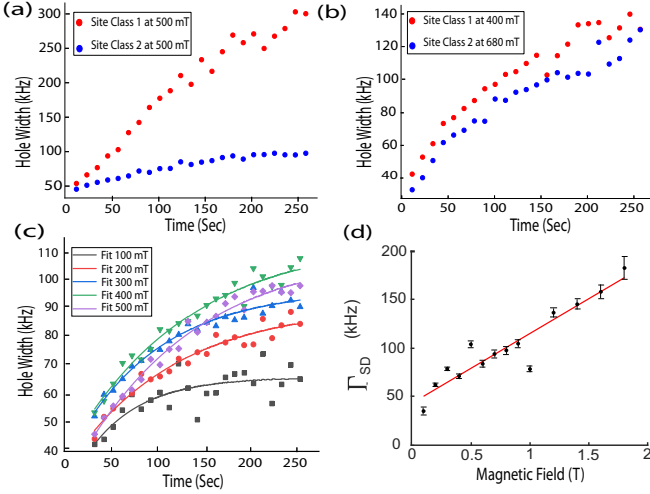 (a)
Site Class 1 at 500 mT
Site Class 2 at 500 mT
Hole Width (kHz)
300
250
200
150
100
50
0 50 100 150 200 250
Time (Sec)
(b)
Site Class 1 at 400 mT
Site Class 2 at 680 mT
Hole Width (kHz)
140
120
100
80
60
40
0 50 100 150 200 250
Time (Sec)
(c)
Fit 100 mT
Fit 200 mT
Fit 300 mT
Fit 400 mT
Fit 500 mT
Hole Width (kHz)
110
100
90
80
70
60
50
40
0 50 100 150 200 250
Time (Sec)
(d)
Γ SD (kHz)
200
150
100
50
0
0 0.5 1 1.5 2
Magnetic Field (T)